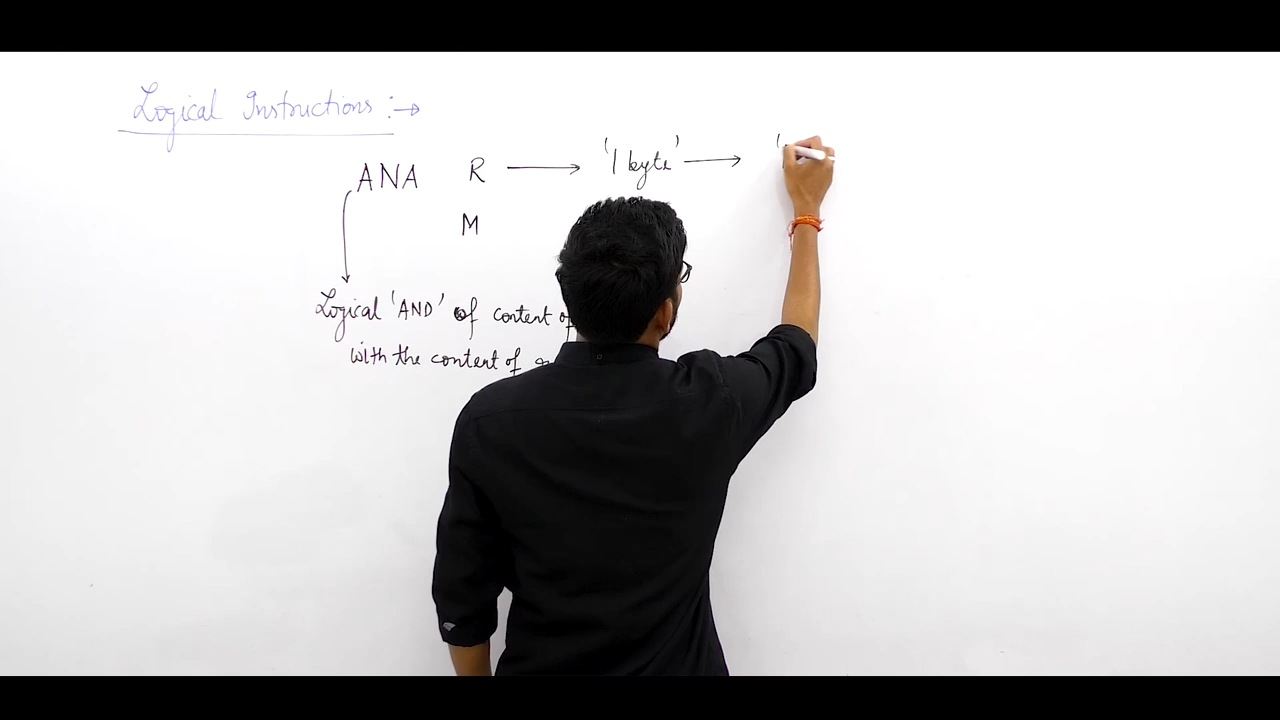 Logical Instructions :→
ANA R → '1 byte' →
M
Logical 'AND' of content of
with the content of